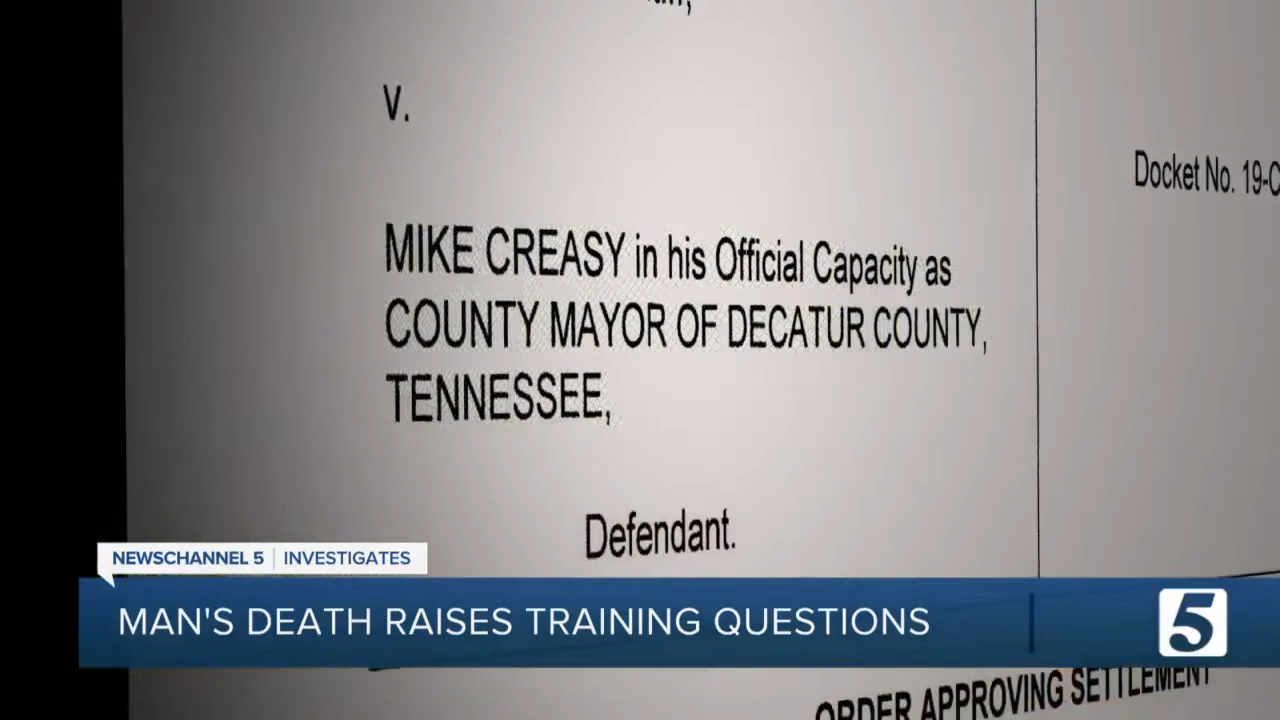 V.
Docket No. 19-C
MIKE CREASY in his Official Capacity as
COUNTY MAYOR OF DECATUR COUNTY,
TENNESSEE,
Defendant.
NEWSCHANNEL 5 | INVESTIGATES
MAN'S DEATH RAISES TRAINING QUESTIONS
5
ORDER APPROVING SETTLEMENT